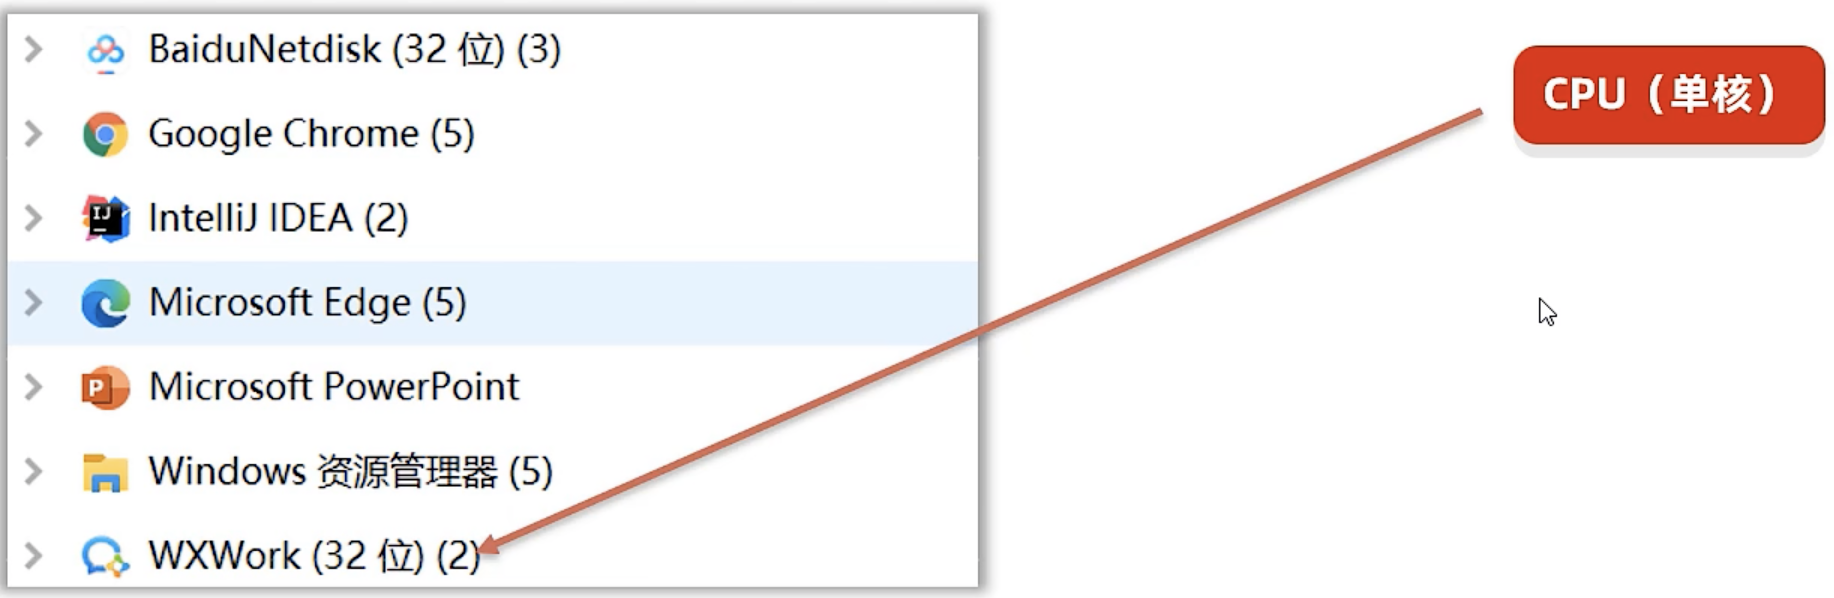 BaiduNetdisk (32 位) (3)
Google Chrome (5)
IntelliJ IDEA (2)
Microsoft Edge (5)
Microsoft PowerPoint
Windows 资源管理器 (5)
WXWork (32 位) (2)
CPU（单核）